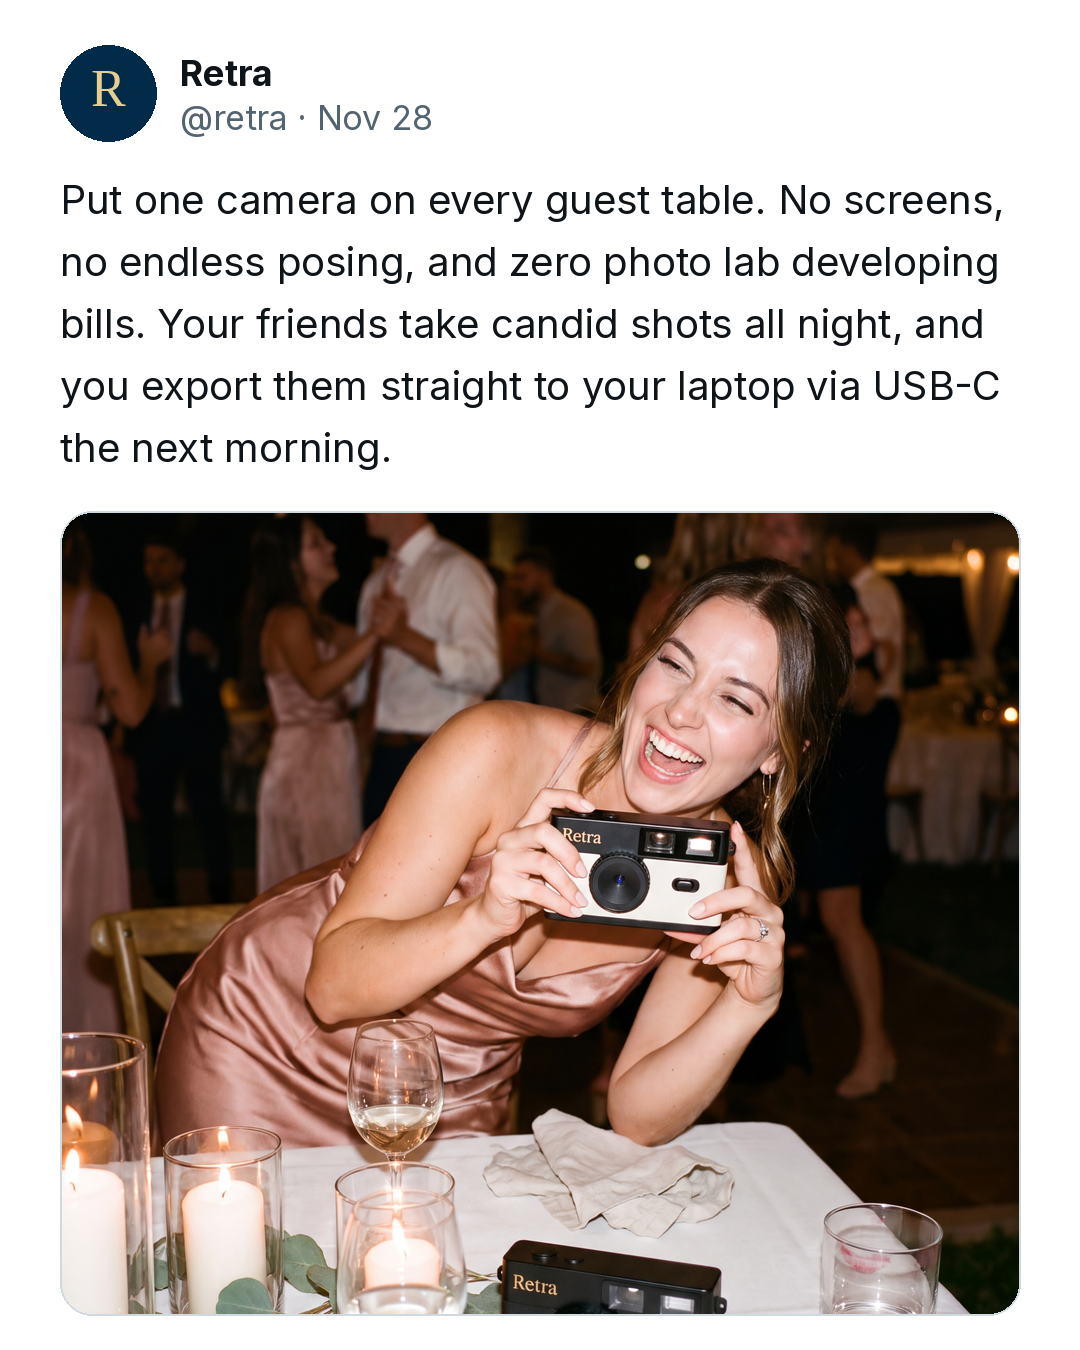 R
Retra
@retra · Nov 28
Put one camera on every guest table. No screens,
no endless posing, and zero photo lab developing
bills. Your friends take candid shots all night, and
you export them straight to your laptop via USB-C
the next morning.
Retra
Retra